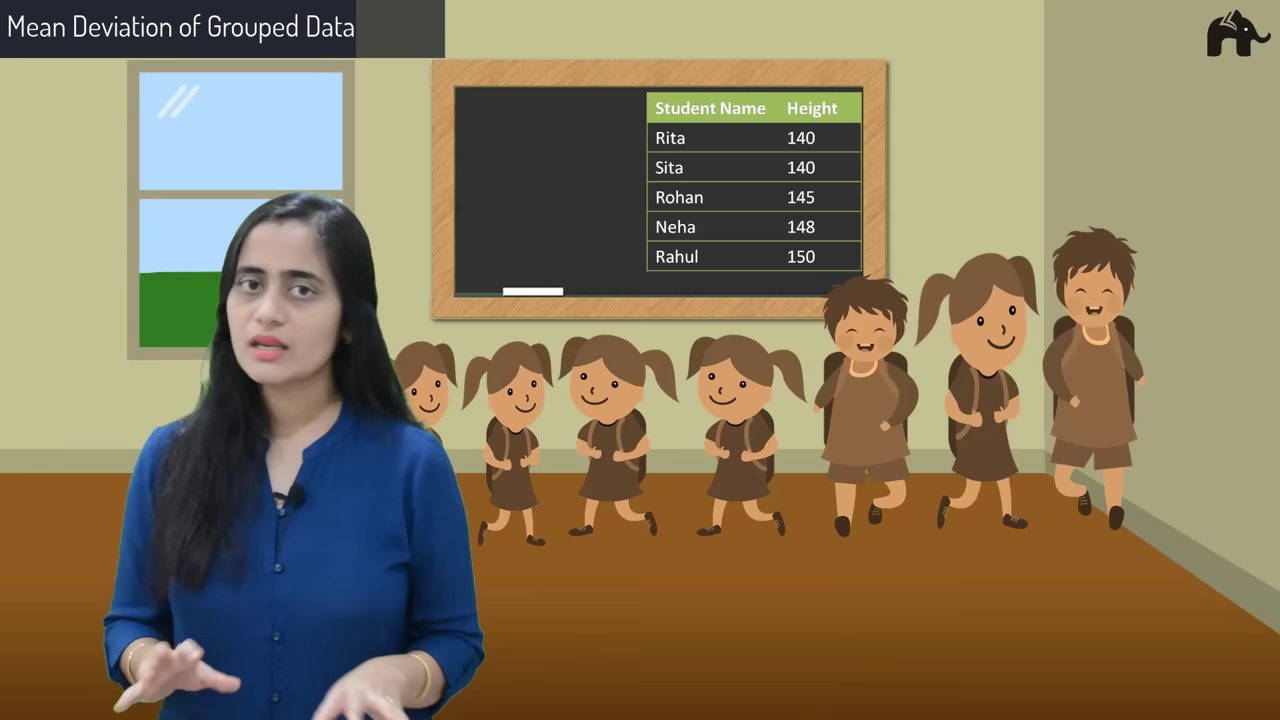 Mean Deviation of Grouped Data
Student Name Height
Rita 140
Sita 140
Rohan 145
Neha 148
Rahul 150